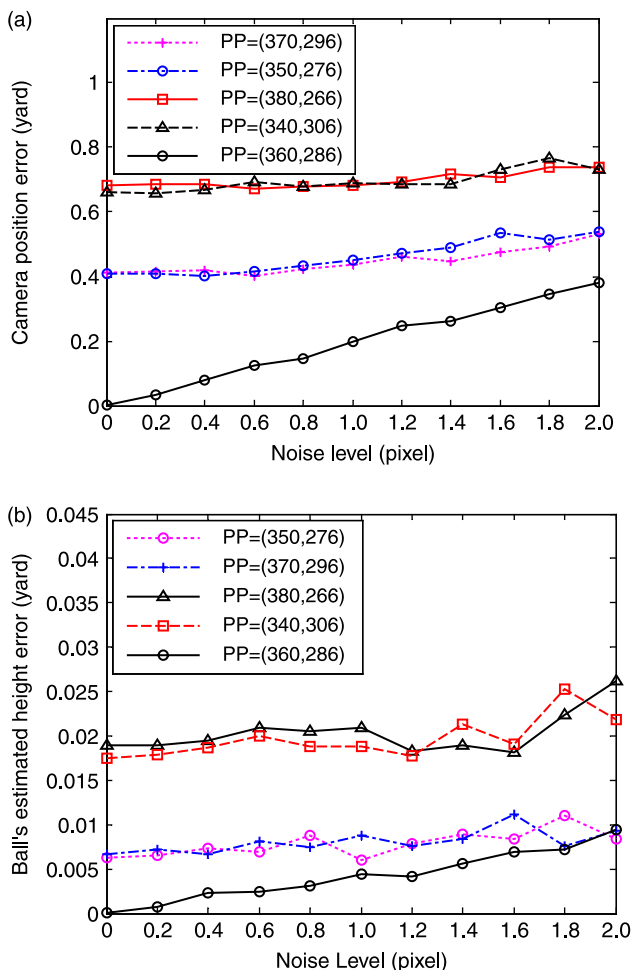 (a)
PP=(370,296)
PP=(350,276)
PP=(380,266)
PP=(340,306)
PP=(360,286)
Camera position error (yard)
1
0.8
0.6
0.4
0.2
0
0 0.2 0.4 0.6 0.8 1.0 1.2 1.4 1.6 1.8 2.0
Noise level (pixel)
(b)
PP=(350,276)
PP=(370,296)
PP=(380,266)
PP=(340,306)
PP=(360,286)
Ball's estimated height error (yard)
0.045
0.04
0.035
0.03
0.025
0.02
0.015
0.01
0.005
0
0 0.2 0.4 0.6 0.8 1.0 1.2 1.4 1.6 1.8 2.0
Noise Level (pixel)